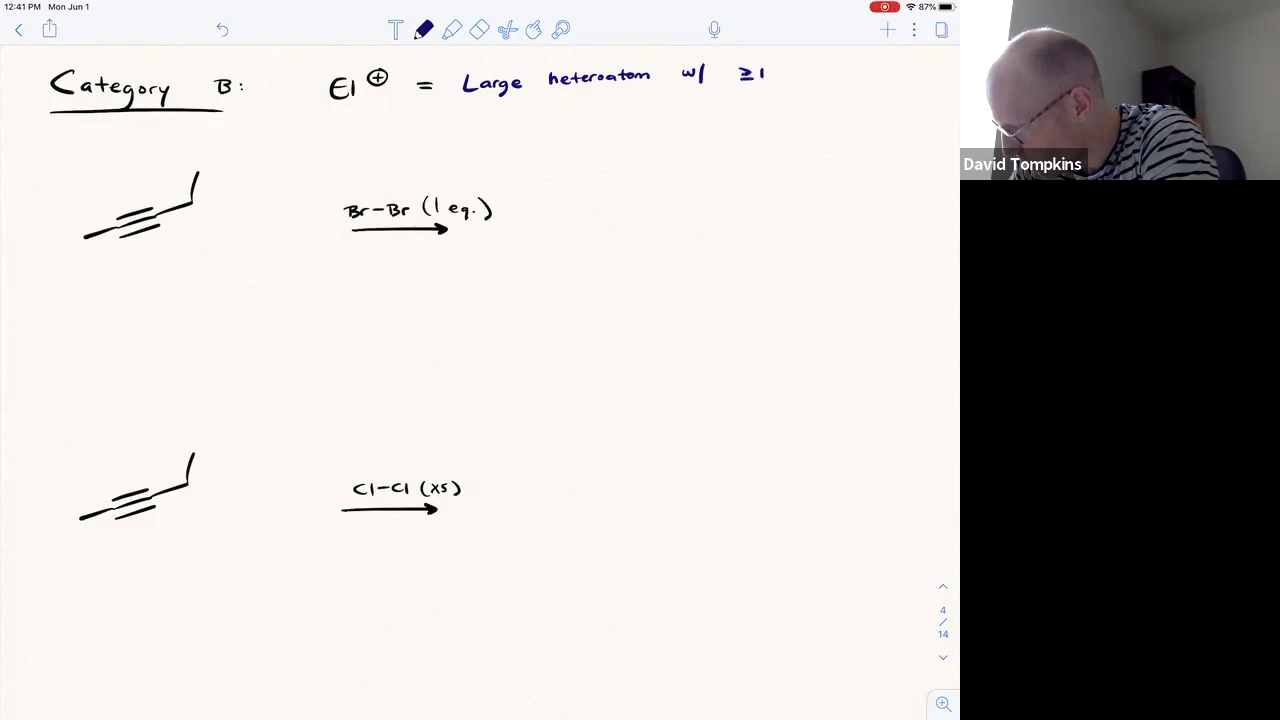 12:41 PM Mon Jun 1
87%
T
Category B: El⊕ = Large heteroatom w/ ≥1
David Tompkins
Br-Br (1 eq.)
Cl-Cl (xs)
4
/
14